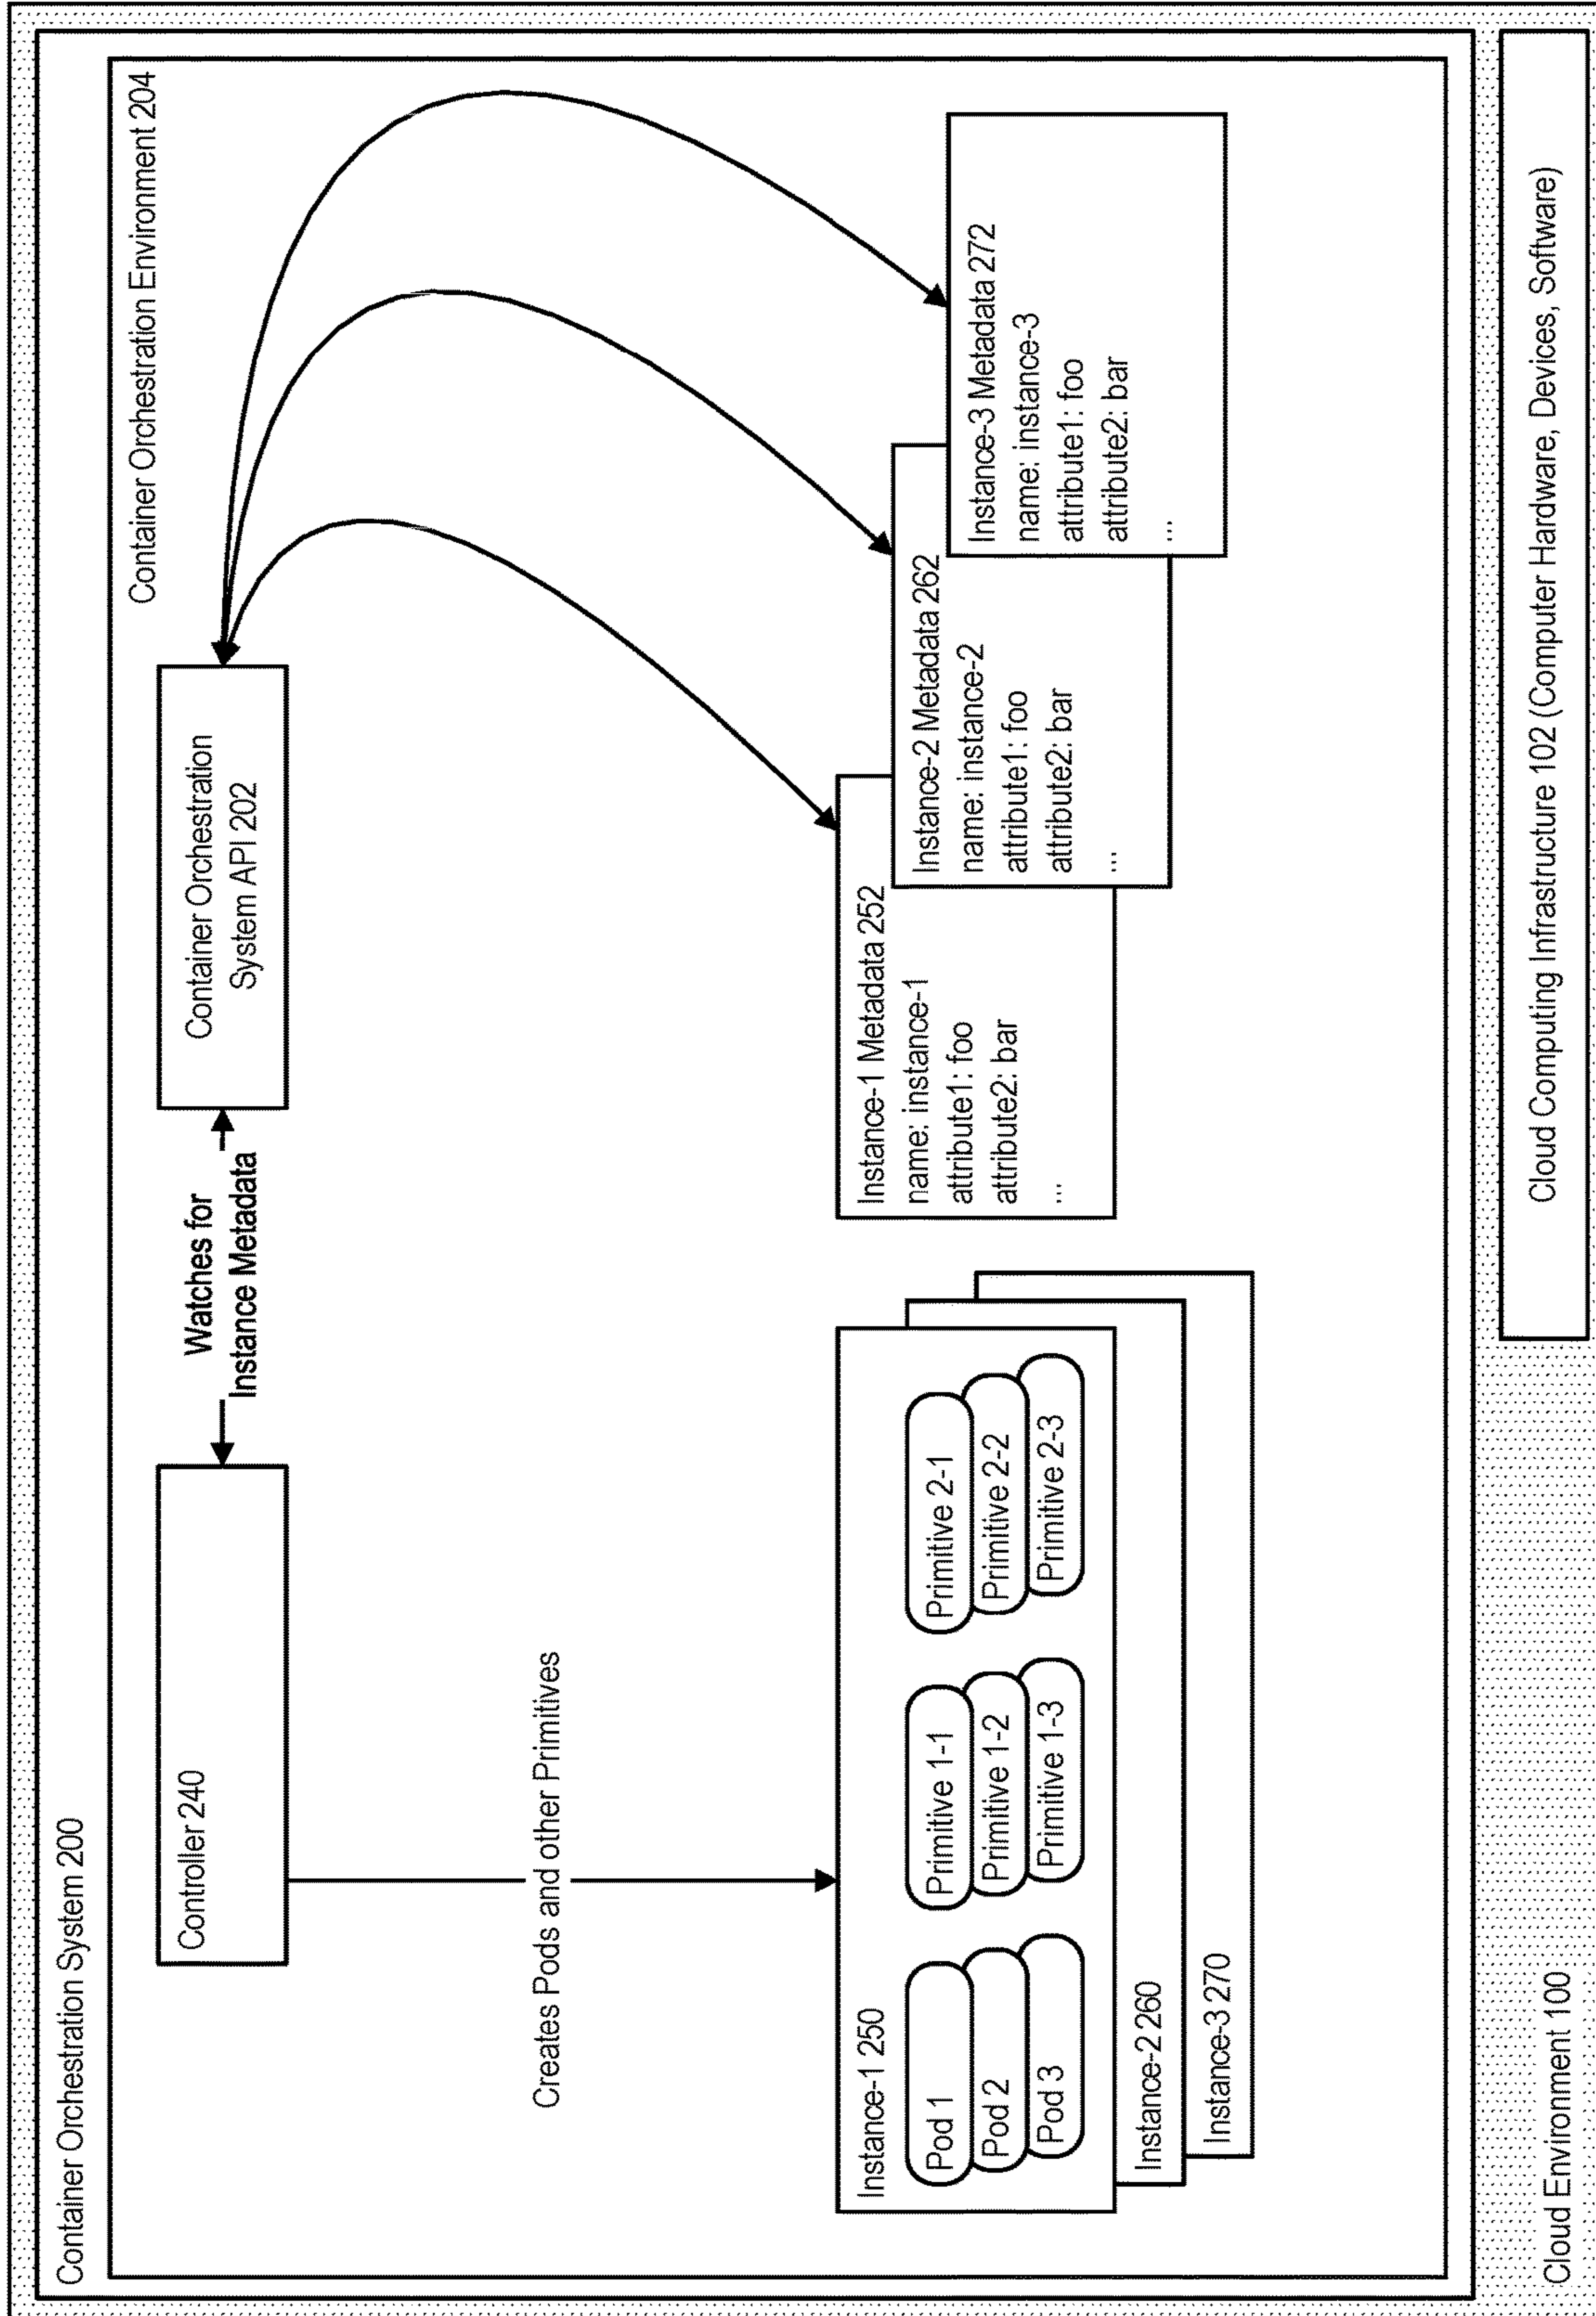 Container Orchestration System 200
Container Orchestration Environment 204
Controller 240
Watches for
Instance Metadata
Container Orchestration
System API 202
Creates Pods and other Primitives
Instance-1 250
Pod 1
Pod 2
Pod 3
Primitive 1-1
Primitive 1-2
Primitive 1-3
Primitive 2-1
Primitive 2-2
Primitive 2-3
Instance-2 260
Instance-3 270
Instance-1 Metadata 252
name: instance-1
attribute1: foo
attribute2: bar
...
Instance-2 Metadata 262
name: instance-2
attribute1: foo
attribute2: bar
...
Instance-3 Metadata 272
name: instance-3
attribute1: foo
attribute2: bar
...
Cloud Environment 100
Cloud Computing Infrastructure 102 (Computer Hardware, Devices, Software)